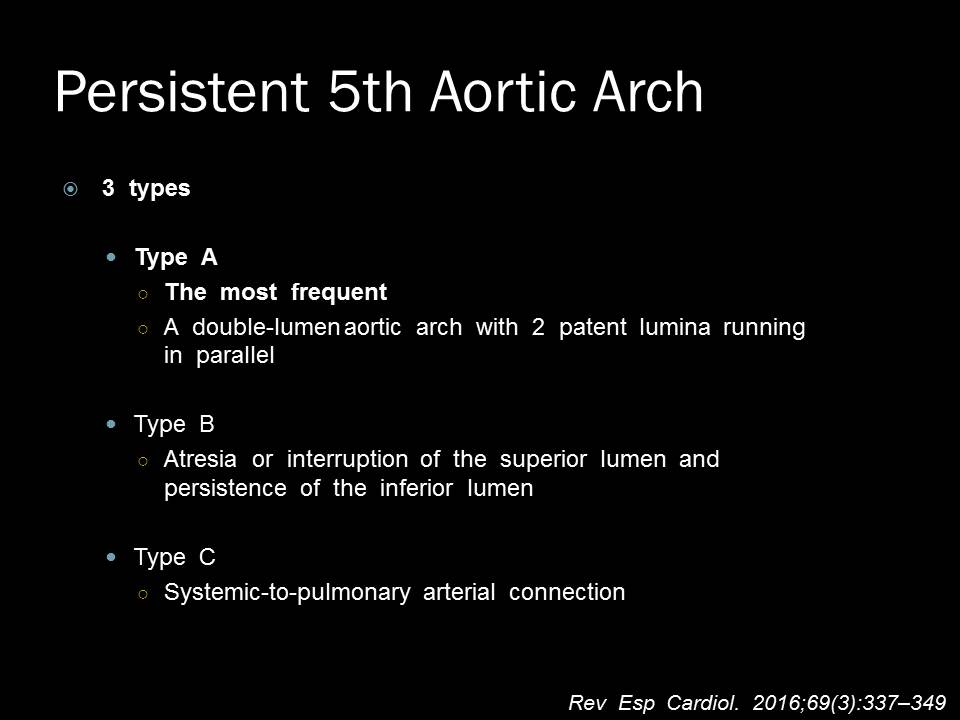 Persistent 5th Aortic Arch
3 types
Type A
The most frequent
A double-lumen aortic arch with 2 patent lumina running
in parallel
Type B
Atresia or interruption of the superior lumen and
persistence of the inferior lumen
Type C
Systemic-to-pulmonary arterial connection
Rev Esp Cardiol. 2016;69(3):337–349